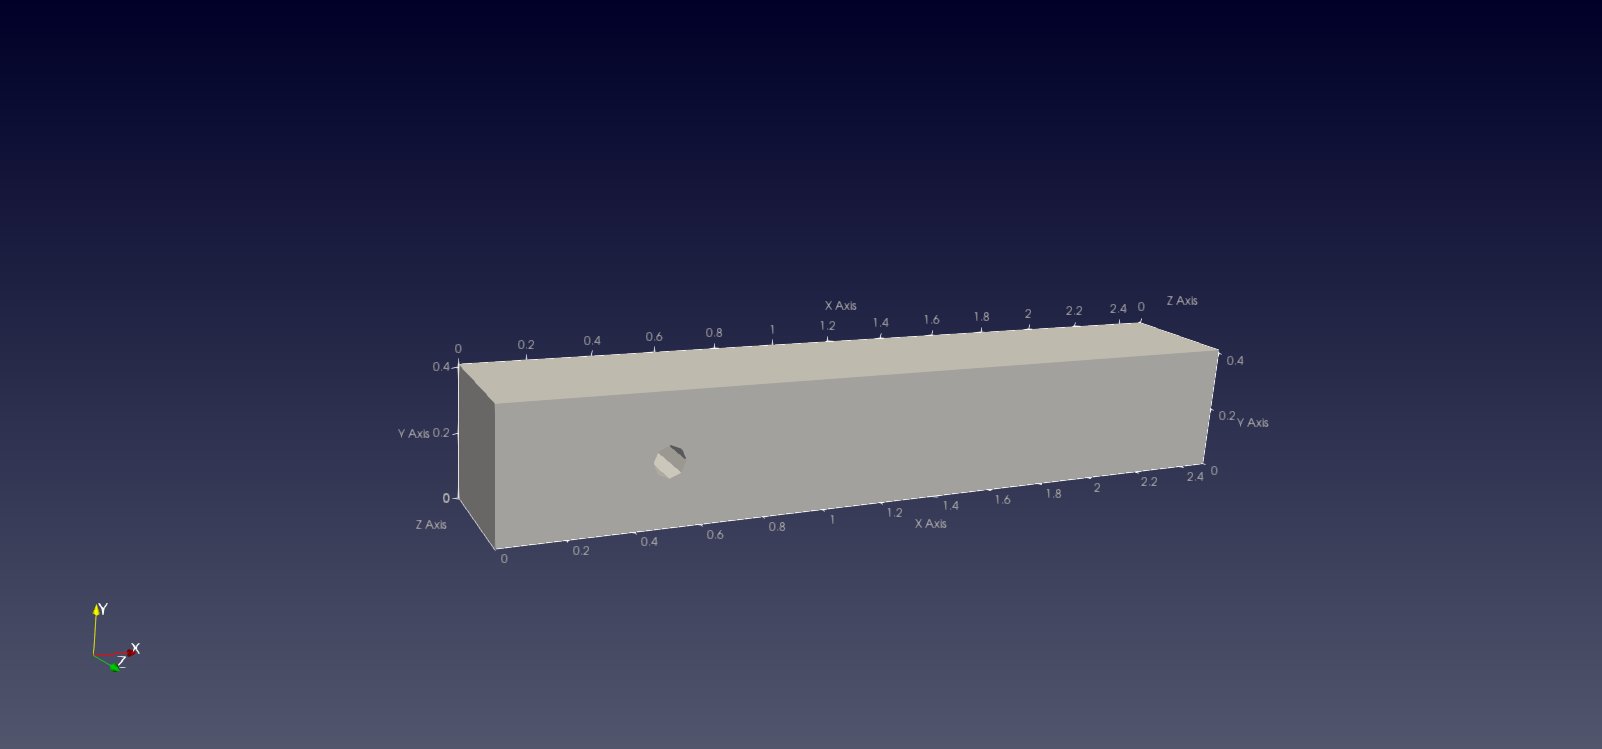 Z Axis
X Axis
0 0.2 0.4 0.6 0.8 1 1.2 1.4 1.6 1.8 2 2.2 2.4 0
0.4
0.4
0.2
Y Axis
Y Axis 0.2
0
0
Z Axis
0 0.2 0.4 0.6 0.8 1 1.2 1.4 1.6 1.8 2 2.2 2.4
X Axis
Y
X
Z